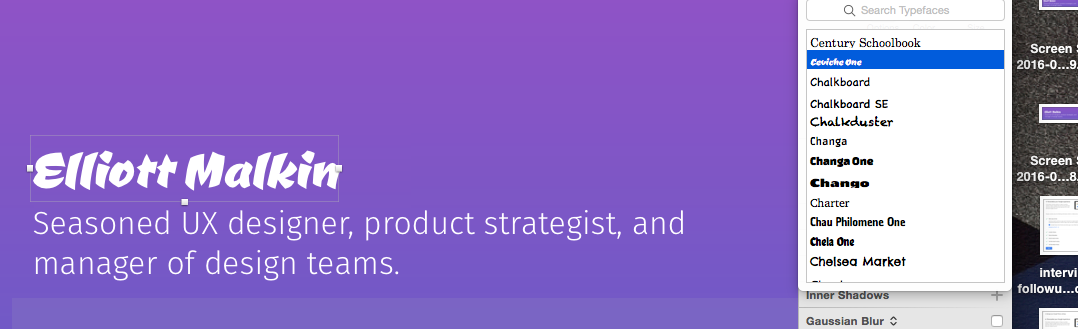 Elliott Malkin
Seasoned UX designer, product strategist, and
manager of design teams.
Search Typefaces
Century Schoolbook
Ceviche One
Chalkboard
Chalkboard SE
Chalkduster
Changa
Changa One
Chango
Charter
Chau Philomene One
Chela One
Chelsea Market
Inner Shadows
Gaussian Blur
Screen S
2016-0...9.
Screen S
2016-0...8.
intervi
followu...c